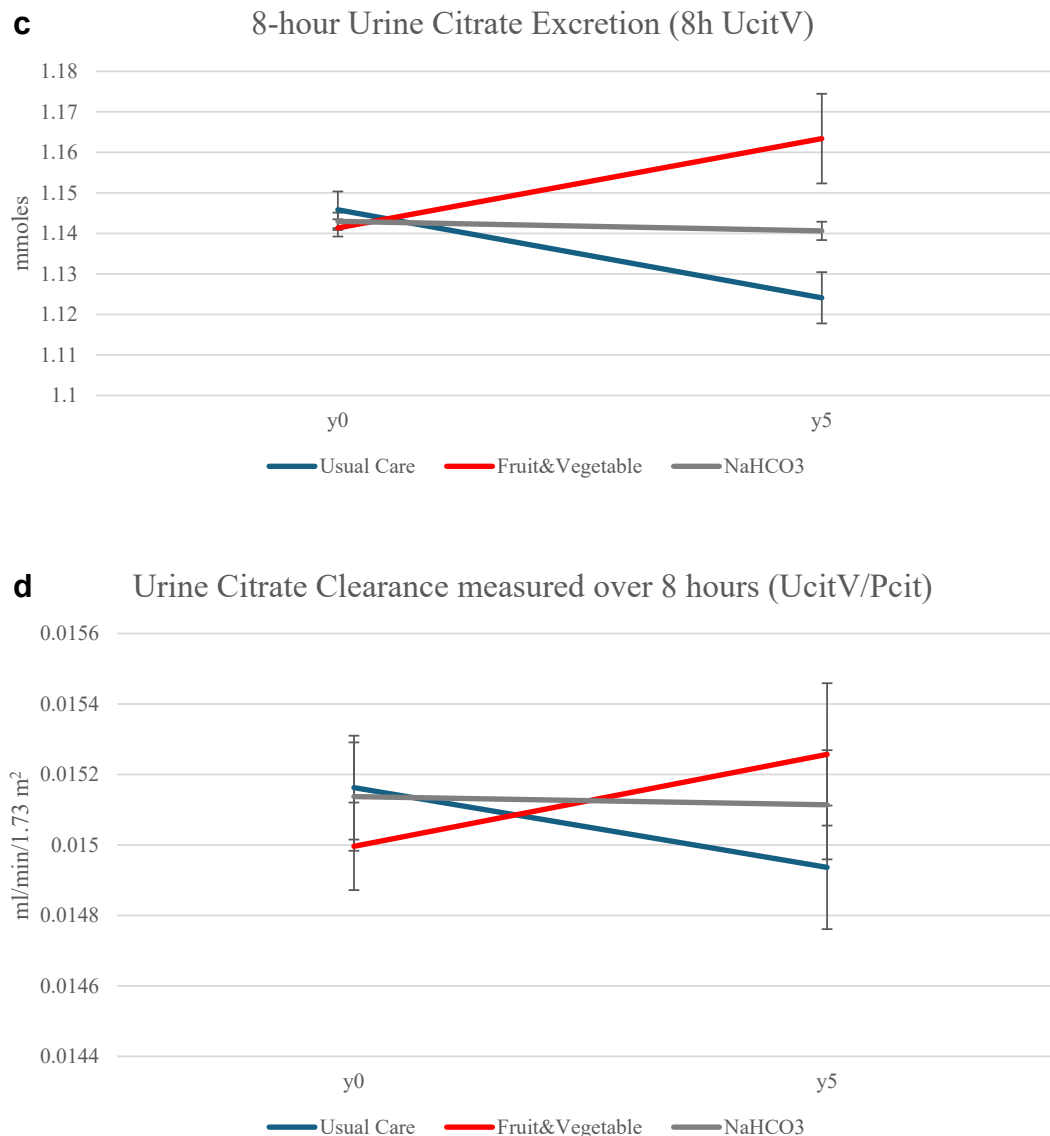 c
8-hour Urine Citrate Excretion (8h UcitV)
1.18
1.17
1.16
1.15
1.14
1.13
1.12
1.11
1.1
mmoles
y0
y5
Usual Care
Fruit&Vegetable
NaHCO3
d
Urine Citrate Clearance measured over 8 hours (UcitV/Pcit)
0.0156
0.0154
0.0152
0.015
0.0148
0.0146
0.0144
ml/min/1.73 m²
y0
y5
Usual Care
Fruit&Vegetable
NaHCO3